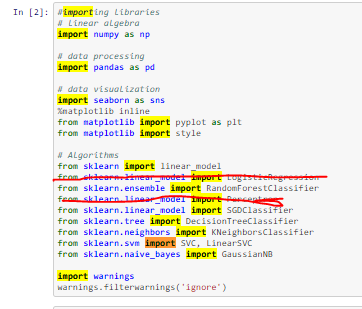 In [2]: #importing libraries
# linear algebra
import numpy as np
# data processing
import pandas as pd
# data visualization
import seaborn as sns
%matplotlib inline
from matplotlib import pyplot as plt
from matplotlib import style
# Algorithms
from sklearn import linear_model
from sklearn.linear_model import LogisticRegression
from sklearn.ensemble import RandomForestClassifier
from sklearn.linear_model import Perceptron
from sklearn.linear_model import SGDClassifier
from sklearn.tree import DecisionTreeClassifier
from sklearn.neighbors import KNeighborsClassifier
from sklearn.svm import SVC, LinearSVC
from sklearn.naive_bayes import GaussianNB
import warnings
warnings.filterwarnings('ignore')